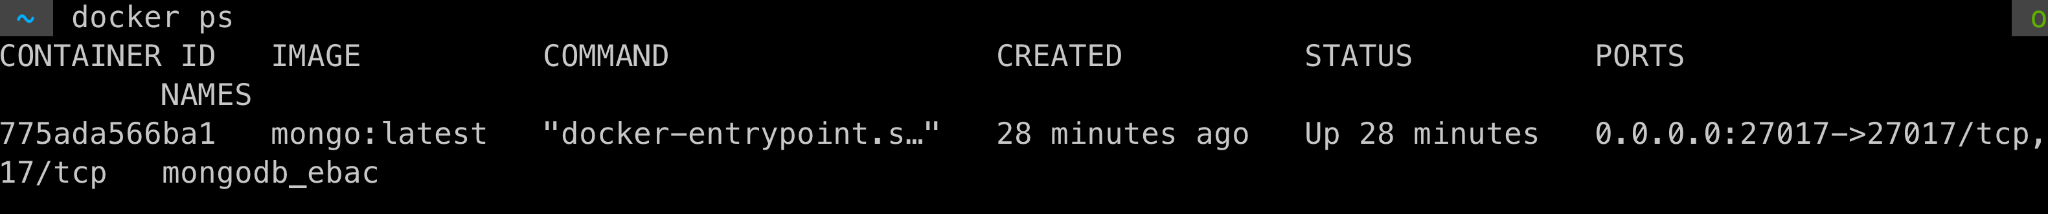 ~ docker ps
CONTAINER ID   IMAGE          COMMAND                  CREATED          STATUS          PORTS
NAMES
775ada566ba1   mongo:latest   "docker-entrypoint.s…"   28 minutes ago   Up 28 minutes   0.0.0.0:27017->27017/tcp,
17/tcp   mongodb_ebac